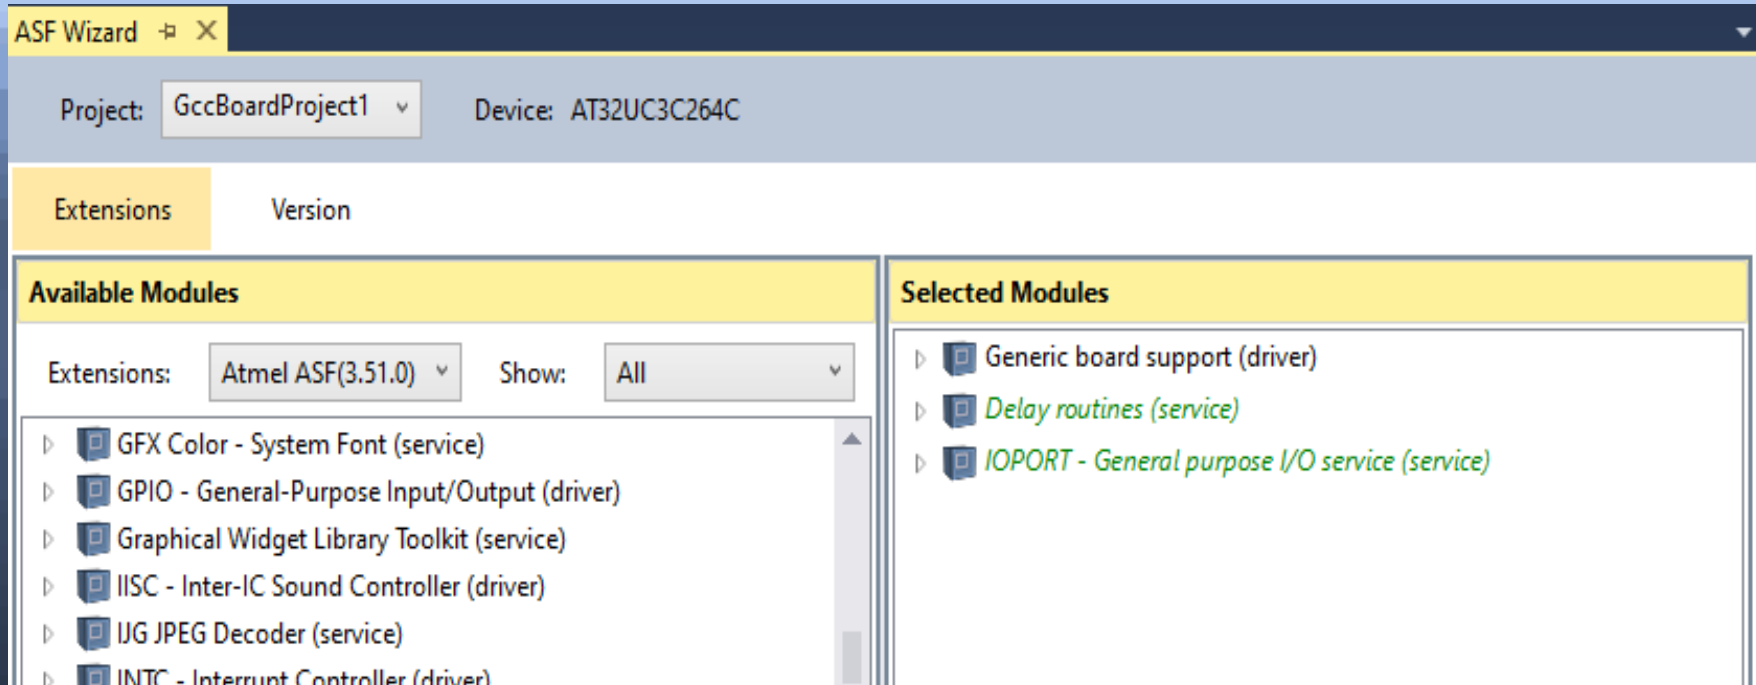 ASF Wizard
Project: GccBoardProject1 Device: AT32UC3C264C
Extensions Version
Available Modules
Extensions: Atmel ASF(3.51.0) Show: All
GFX Color - System Font (service)
GPIO - General-Purpose Input/Output (driver)
Graphical Widget Library Toolkit (service)
IISC - Inter-IC Sound Controller (driver)
IJG JPEG Decoder (service)
INTC - Interrupt Controller (driver)
Selected Modules
Generic board support (driver)
Delay routines (service)
IOPORT - General purpose I/O service (service)